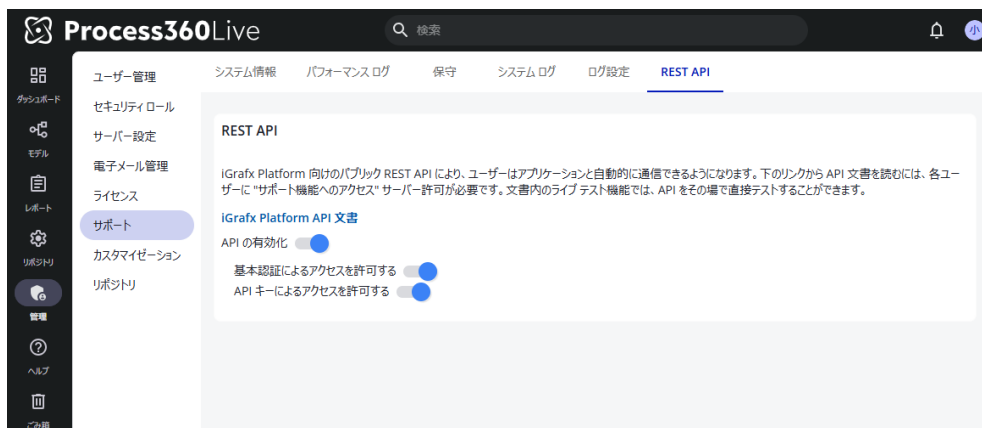 Process360Live
検索
小
ダッシュボード
モデル
レポート
リポジトリ
管理
ヘルプ
ごみ箱
ユーザー管理
セキュリティ ロール
サーバー設定
電子メール管理
ライセンス
サポート
カスタマイゼーション
リポジトリ
システム情報
パフォーマンス ログ
保守
システム ログ
ログ設定
REST API
REST API
iGrafx Platform 向けのパブリック REST API により、ユーザーはアプリケーションと自動的に通信できるようになります。下のリンクから API 文書を読むには、各ユー
ザーに "サポート機能へのアクセス" サーバー許可が必要です。文書内のライブ テスト機能では、API をその場で直接テストすることができます。
iGrafx Platform API 文書
API の有効化
基本認証によるアクセスを許可する
API キーによるアクセスを許可する